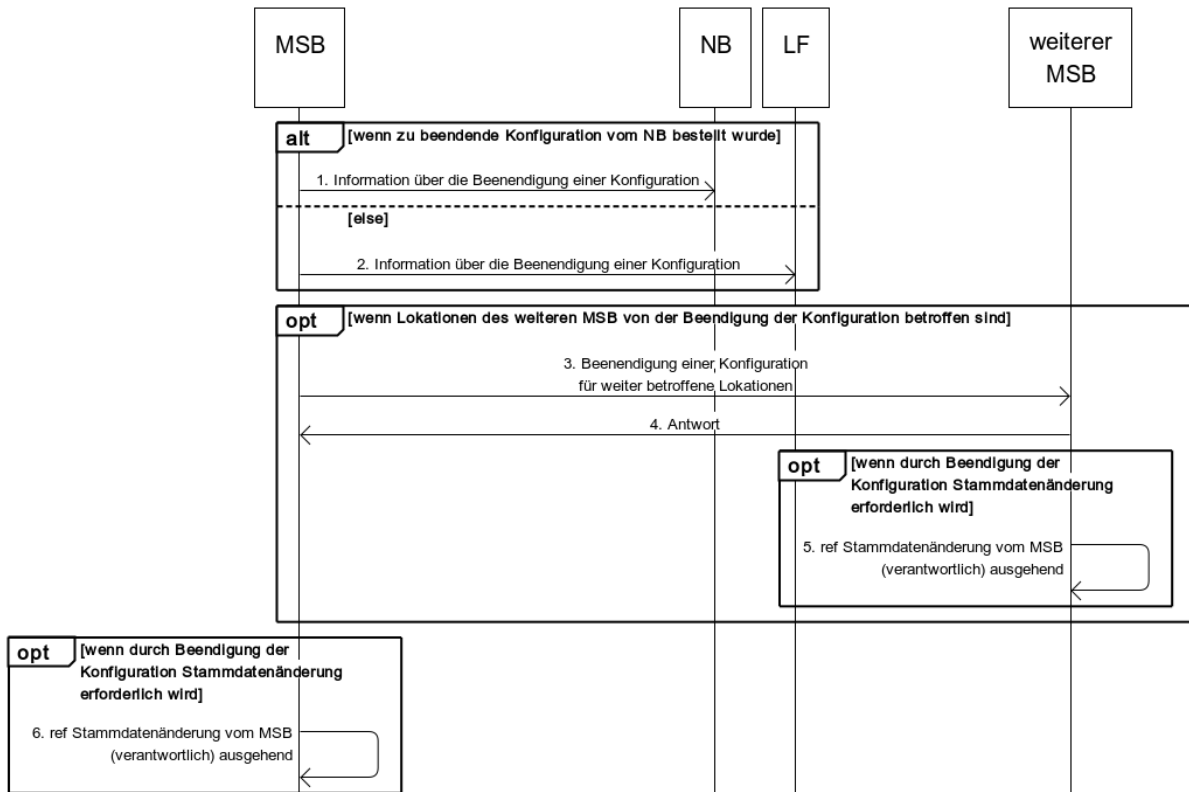 MSB
NB
LF
weiterer
MSB
alt
[wenn zu beendende Konfiguration vom NB bestellt wurde]
1. Information über die Beenendigung einer Konfiguration
[else]
2. Information über die Beenendigung einer Konfiguration
opt
[wenn Lokationen des weiteren MSB von der Beendigung der Konfiguration betroffen sind]
3. Beenendigung einer Konfiguration
für weiter betroffene Lokationen
4. Antwort
opt
[wenn durch Beendigung der
Konfiguration Stammdatenänderung
erforderlich wird]
5. ref Stammdatenänderung vom MSB
(verantwortlich) ausgehend
opt
[wenn durch Beendigung der
Konfiguration Stammdatenänderung
erforderlich wird]
6. ref Stammdatenänderung vom MSB
(verantwortlich) ausgehend